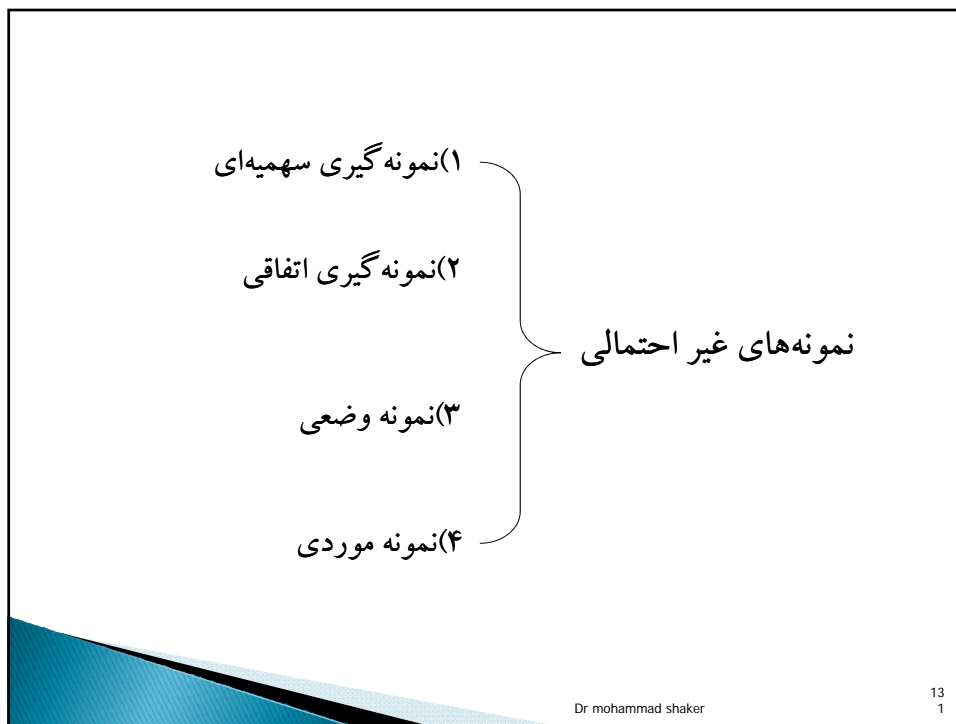 ۱)نمونه‌گیری سهمیه‌ای
۲)نمونه‌گیری اتفاقی
نمونه‌های غیر احتمالی
۳)نمونه وضعی
۴)نمونه موردی
Dr mohammad shaker
13
1